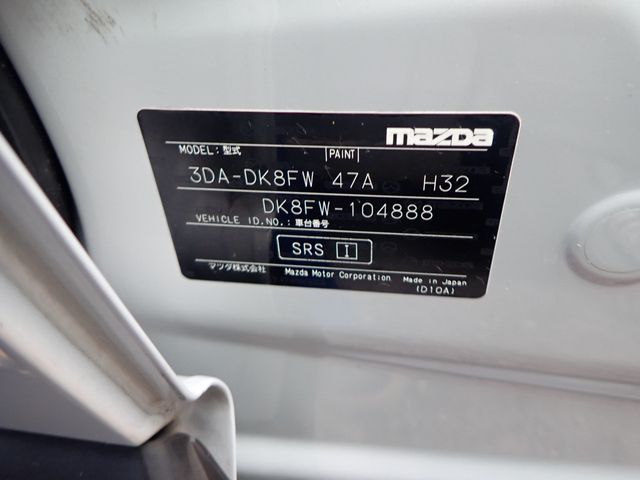 mazda
MODEL: 型式 PAINT
3DA-DK8FW 47A H32
DK8FW-104888
VEHICLE I.D.NO.: 車台番号
SRS I
マツダ株式会社 Mazda Motor Corporation Made in Japan
(D10A)